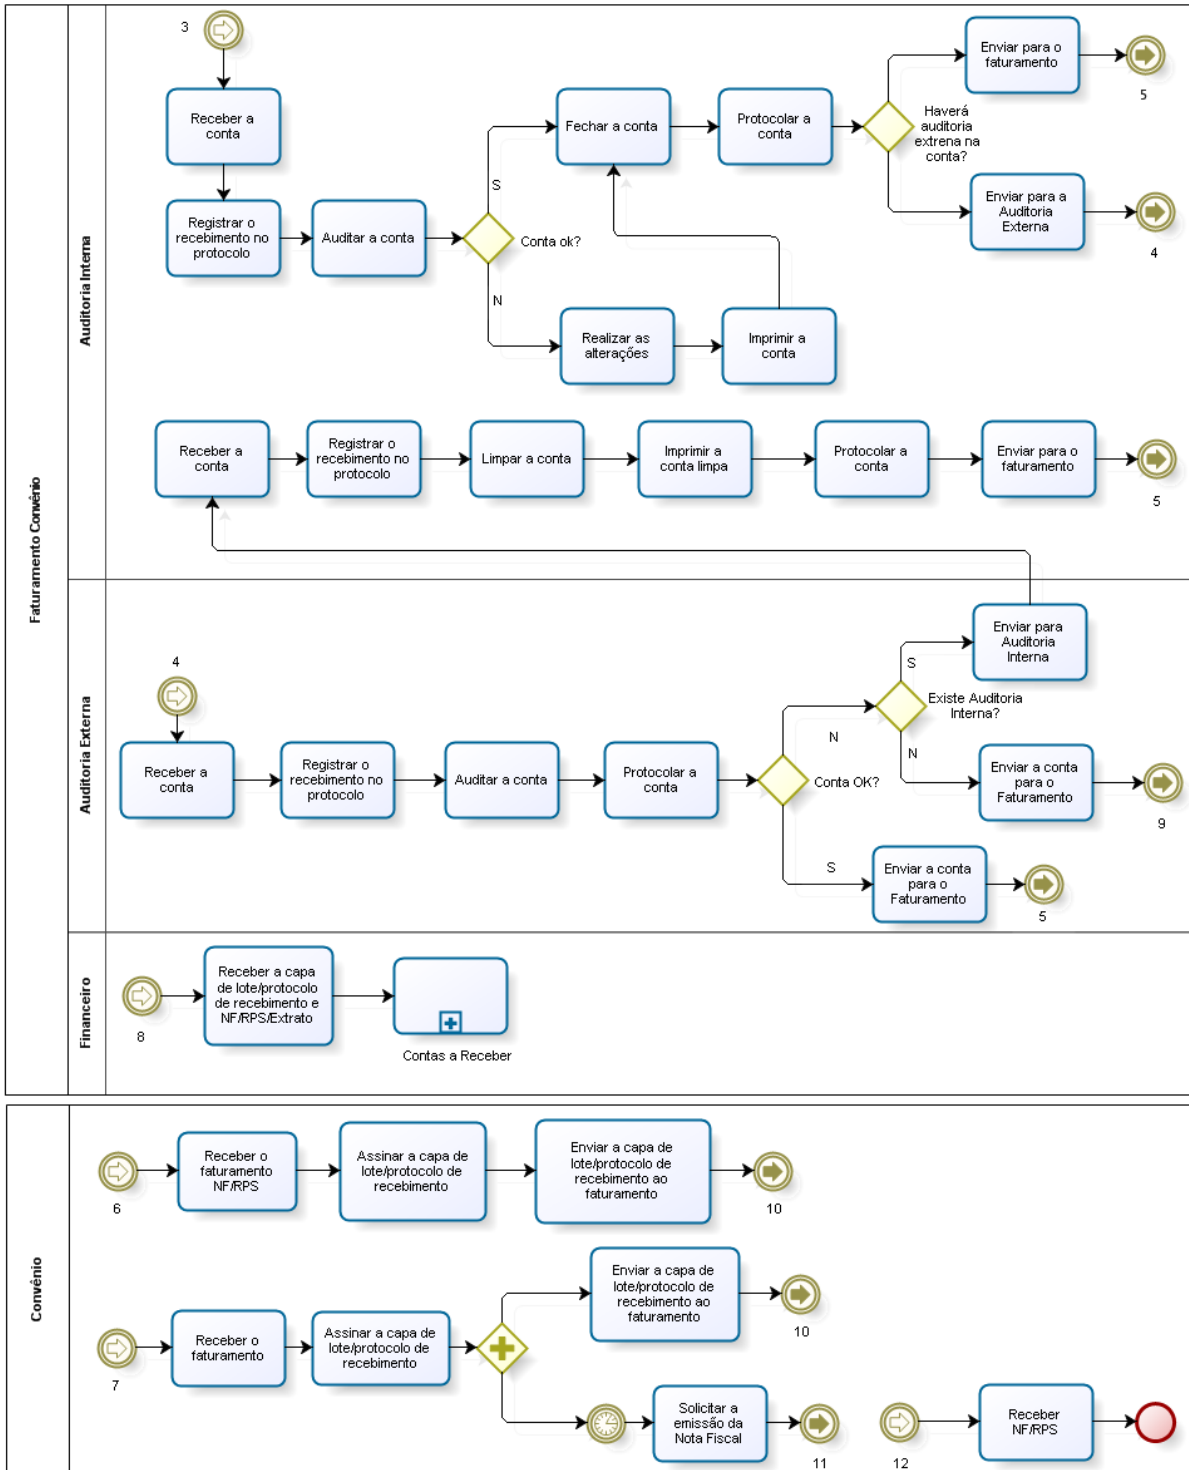 Faturamento Convênio
Auditoria Interna
3
Receber a
conta
Registrar o
recebimento no
protocolo
Auditar a conta
Conta ok?
S
N
Fechar a conta
Protocolar a
conta
Haverá
auditoria
extrena na
conta?
Enviar para o
faturamento
5
Enviar para a
Auditoria
Externa
4
Realizar as
alterações
Imprimir a
conta
Receber a
conta
Registrar o
recebimento no
protocolo
Limpar a conta
Imprimir a
conta limpa
Protocolar a
conta
Enviar para o
faturamento
5
Auditoria Externa
4
Receber a
conta
Registrar o
recebimento no
protocolo
Auditar a conta
Protocolar a
conta
Conta OK?
N
S
Existe Auditoria
Interna?
S
N
Enviar para
Auditoria
Interna
Enviar a conta
para o
Faturamento
9
Enviar a conta
para o
Faturamento
5
Financeiro
8
Receber a capa
de lote/protocolo
de recebimento e
NF/RPS/Extrato
Contas a Receber
Convênio
6
Receber o
faturamento
NF/RPS
Assinar a capa de
lote/protocolo de
recebimento
Enviar a capa de
lote/protocolo de
recebimento ao
faturamento
10
7
Receber o
faturamento
Assinar a capa de
lote/protocolo de
recebimento
Enviar a capa de
lote/protocolo de
recebimento ao
faturamento
10
Solicitar a
emissão da
Nota Fiscal
11
12
Receber
NF/RPS